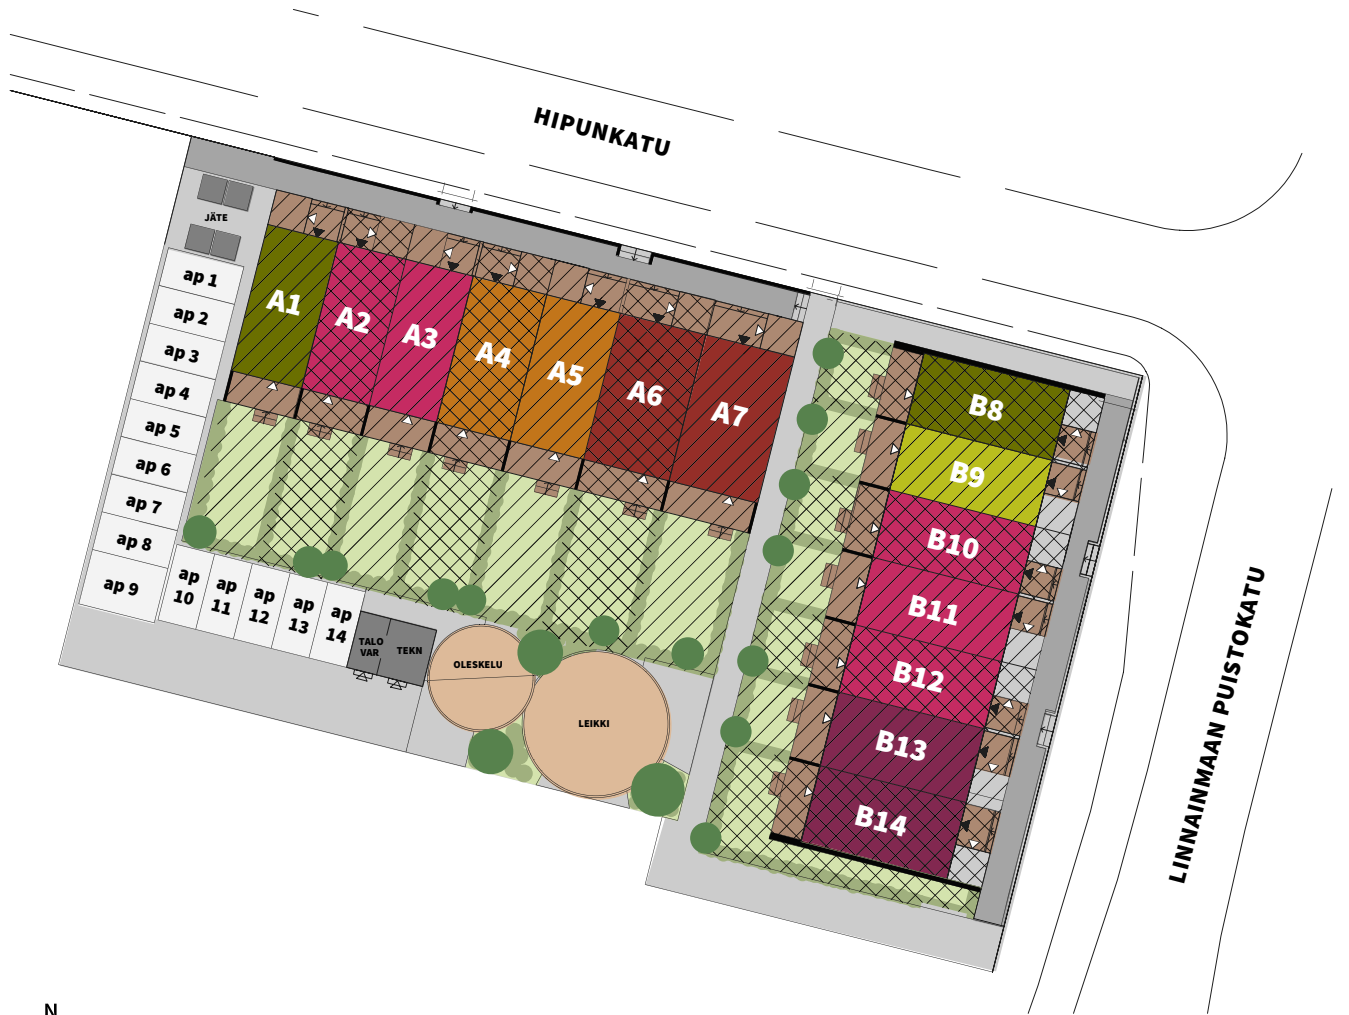 HIPUNKATU
JÄTE
ap 1
ap 2
ap 3
ap 4
ap 5
ap 6
ap 7
ap 8
ap 9
ap
10
ap
11
ap
12
ap
13
ap
14
A1
A2
A3
A4
A5
A6
A7
TALO
VAR
TEKN
OLESKELU
LEIKKI
B8
B9
B10
B11
B12
B13
B14
LINNAINMAAN PUISTOKATU
N